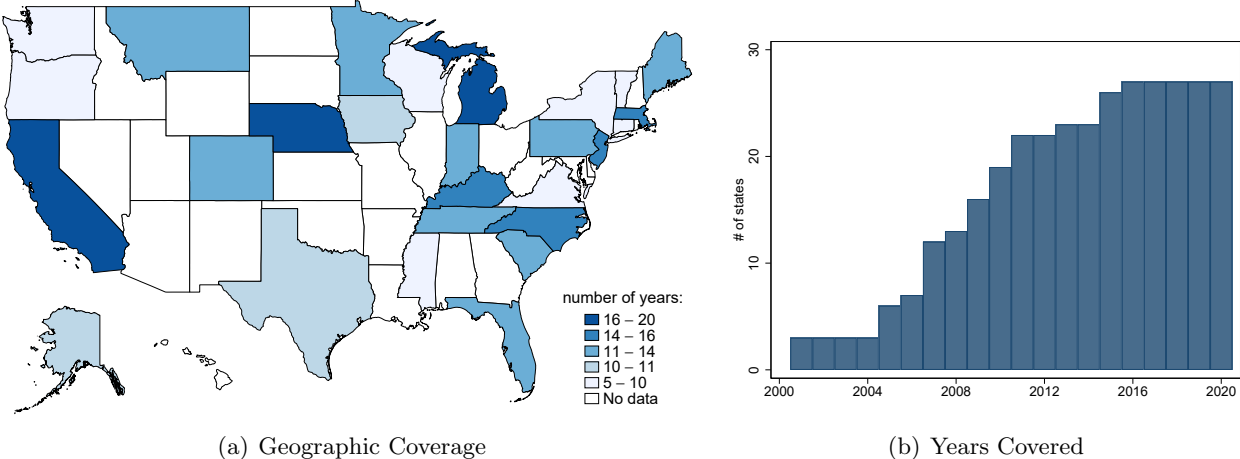 number of years:
16 – 20
14 – 16
11 – 14
10 – 11
5 – 10
No data
(a) Geographic Coverage
# of states
30
20
10
0
2000 2004 2008 2012 2016 2020
(b) Years Covered